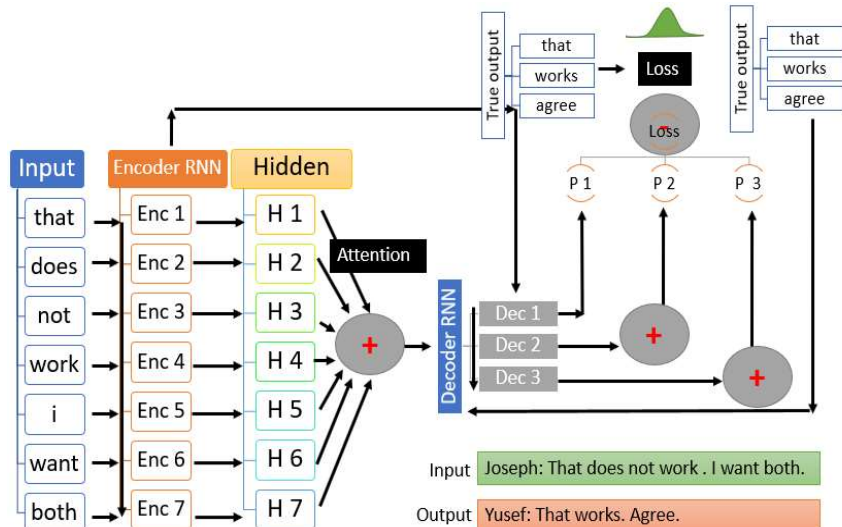 True output
that
works
agree
Loss
Loss
True output
that
works
agree
P 1
P 2
P 3
Input
that
does
not
work
i
want
both
Encoder RNN
Enc 1
Enc 2
Enc 3
Enc 4
Enc 5
Enc 6
Enc 7
Hidden
H 1
H 2
H 3
H 4
H 5
H 6
H 7
Attention
+
Decoder RNN
Dec 1
Dec 2
Dec 3
+
+
Input
Joseph: That does not work . I want both.
Output
Yusef: That works. Agree.